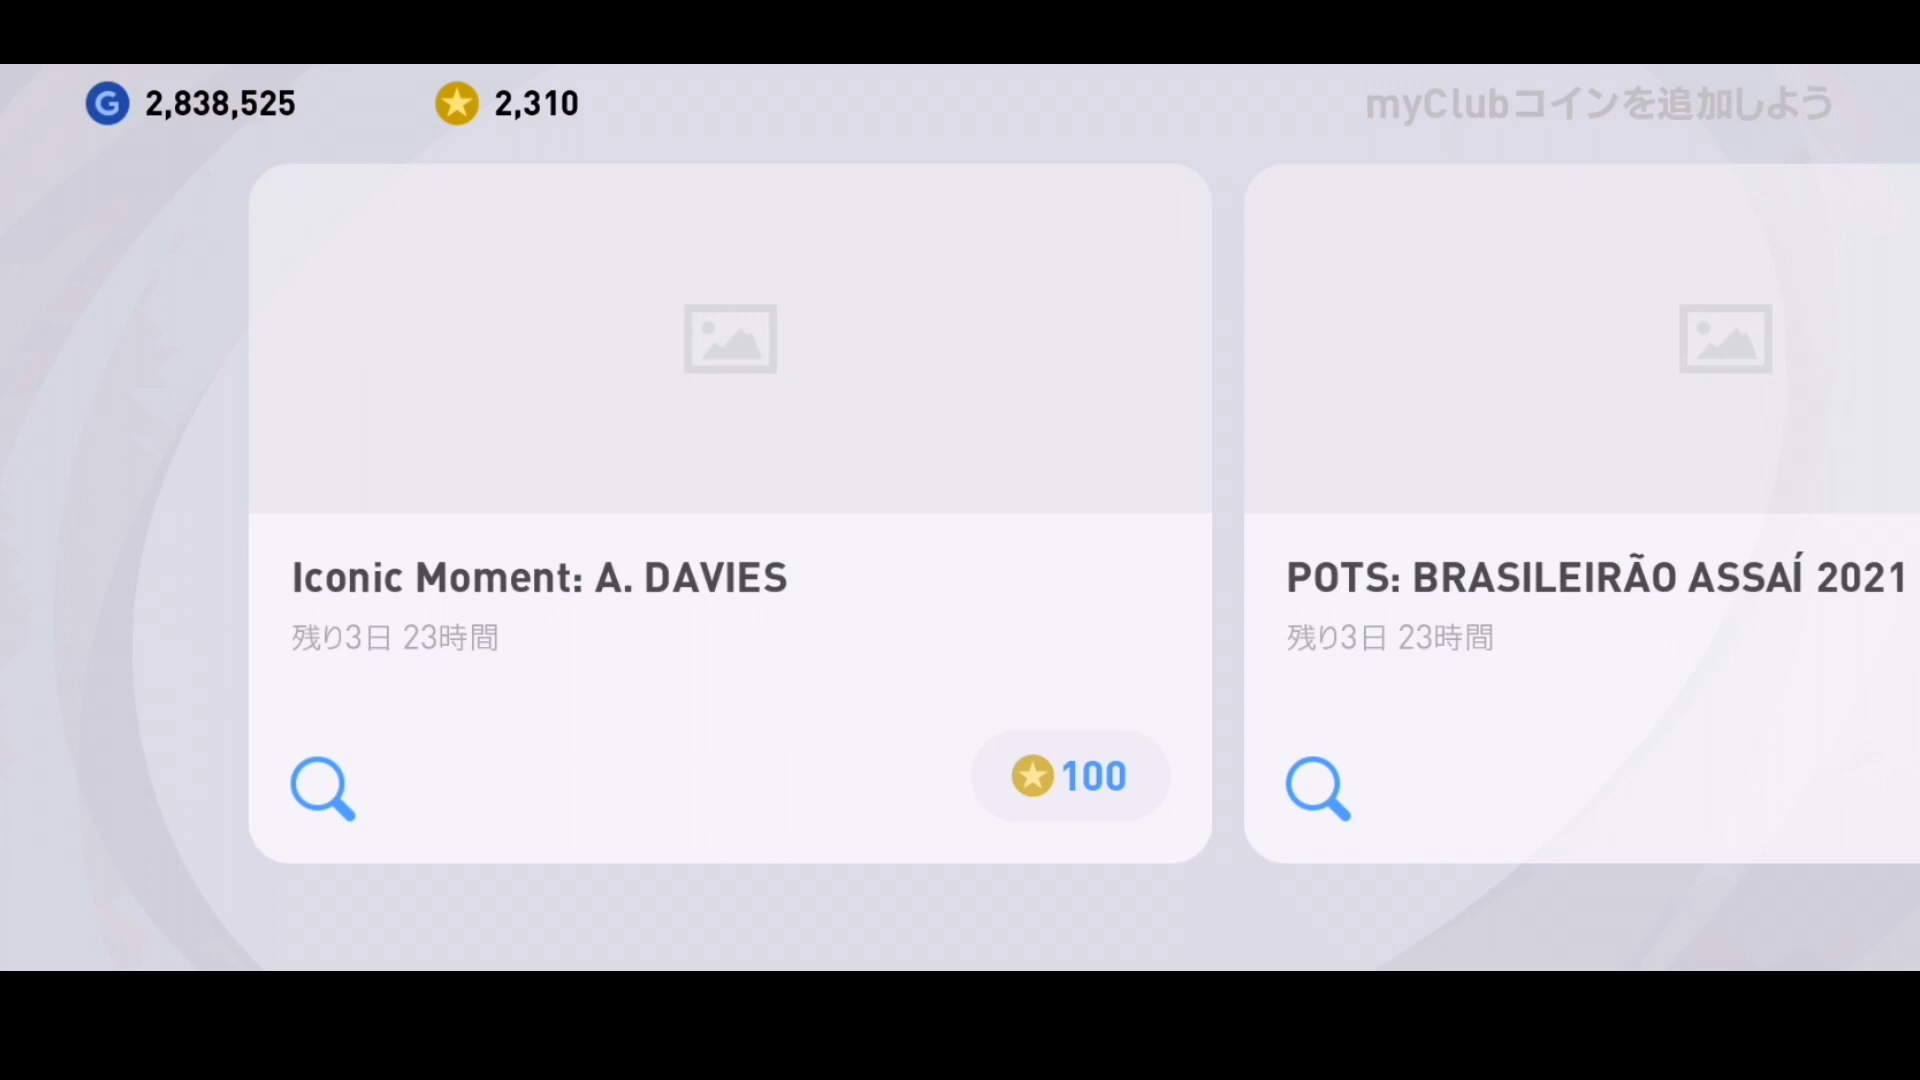 2,838,525
2,310
myClubコインを追加しよう
Iconic Moment: A. DAVIES
残り3日 23時間
100
POTS: BRASILEIRÃO ASSAÍ 2021
残り3日 23時間